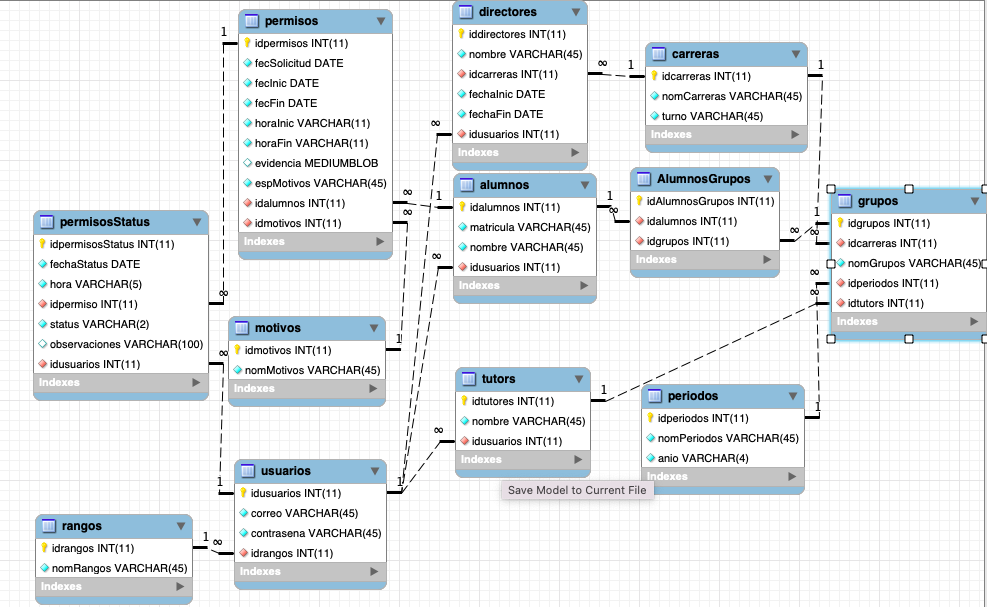 permisos
idpermisos INT(11)
fecSolicitud DATE
fecInic DATE
fecFin DATE
horaInic VARCHAR(11)
horaFin VARCHAR(11)
evidencia MEDIUMBLOB
espMotivos VARCHAR(45)
idalumnos INT(11)
idmotivos INT(11)
Indexes
directores
iddirectores INT(11)
nombre VARCHAR(45)
idcarreras INT(11)
fechaInic DATE
fechaFin DATE
idusuarios INT(11)
Indexes
carreras
idcarreras INT(11)
nomCarreras VARCHAR(45)
turno VARCHAR(45)
Indexes
alumnos
idalumnos INT(11)
matricula VARCHAR(45)
nombre VARCHAR(45)
idusuarios INT(11)
Indexes
AlumnosGrupos
idAlumnosGrupos INT(11)
idalumnos INT(11)
idgrupos INT(11)
Indexes
grupos
idgrupos INT(11)
idcarreras INT(11)
nomGrupos VARCHAR(45)
idperiodos INT(11)
idtutors INT(11)
Indexes
permisosStatus
idpermisosStatus INT(11)
fechaStatus DATE
hora VARCHAR(5)
idpermiso INT(11)
status VARCHAR(2)
observaciones VARCHAR(100)
idusuarios INT(11)
Indexes
motivos
idmotivos INT(11)
nomMotivos VARCHAR(45)
Indexes
tutors
idtutores INT(11)
nombre VARCHAR(45)
idusuarios INT(11)
Indexes
periodos
idperiodos INT(11)
nomPeriodos VARCHAR(45)
anio VARCHAR(4)
Indexes
Save Model to Current File
usuarios
idusuarios INT(11)
correo VARCHAR(45)
contrasena VARCHAR(45)
idrangos INT(11)
Indexes
rangos
idrangos INT(11)
nomRangos VARCHAR(45)
Indexes
1
∞
∞
1
∞
1
∞
1
1
∞
∞
1
1
∞
1
∞
∞
1
∞
1
∞
∞
∞
1
1
∞